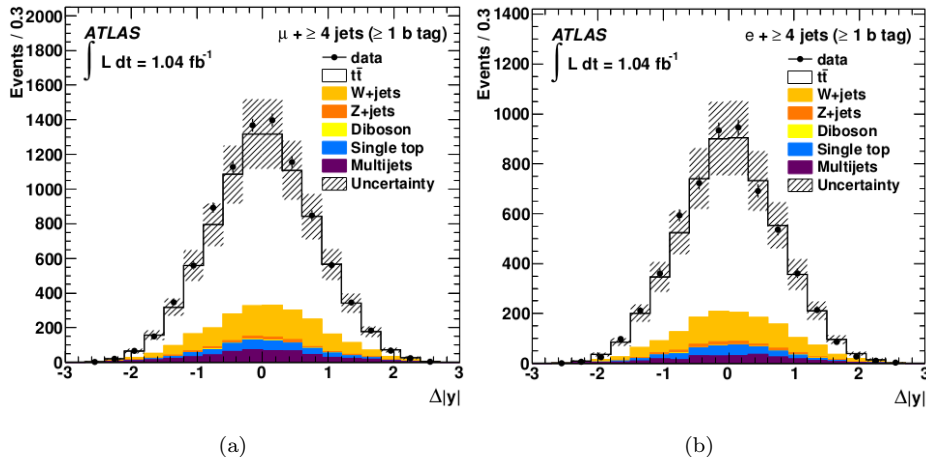 Events / 0.3
2000
1800
1600
1400
1200
1000
800
600
400
200
0
-3 -2 -1 0 1 2 3
Δ|y|
ATLAS
∫ L dt = 1.04 fb⁻¹
μ + ≥ 4 jets (≥ 1 b tag)
data
tt̄
W+jets
Z+jets
Diboson
Single top
Multijets
Uncertainty
(a)
Events / 0.3
1400
1200
1000
800
600
400
200
0
-3 -2 -1 0 1 2 3
Δ|y|
ATLAS
∫ L dt = 1.04 fb⁻¹
e + ≥ 4 jets (≥ 1 b tag)
data
tt̄
W+jets
Z+jets
Diboson
Single top
Multijets
Uncertainty
(b)